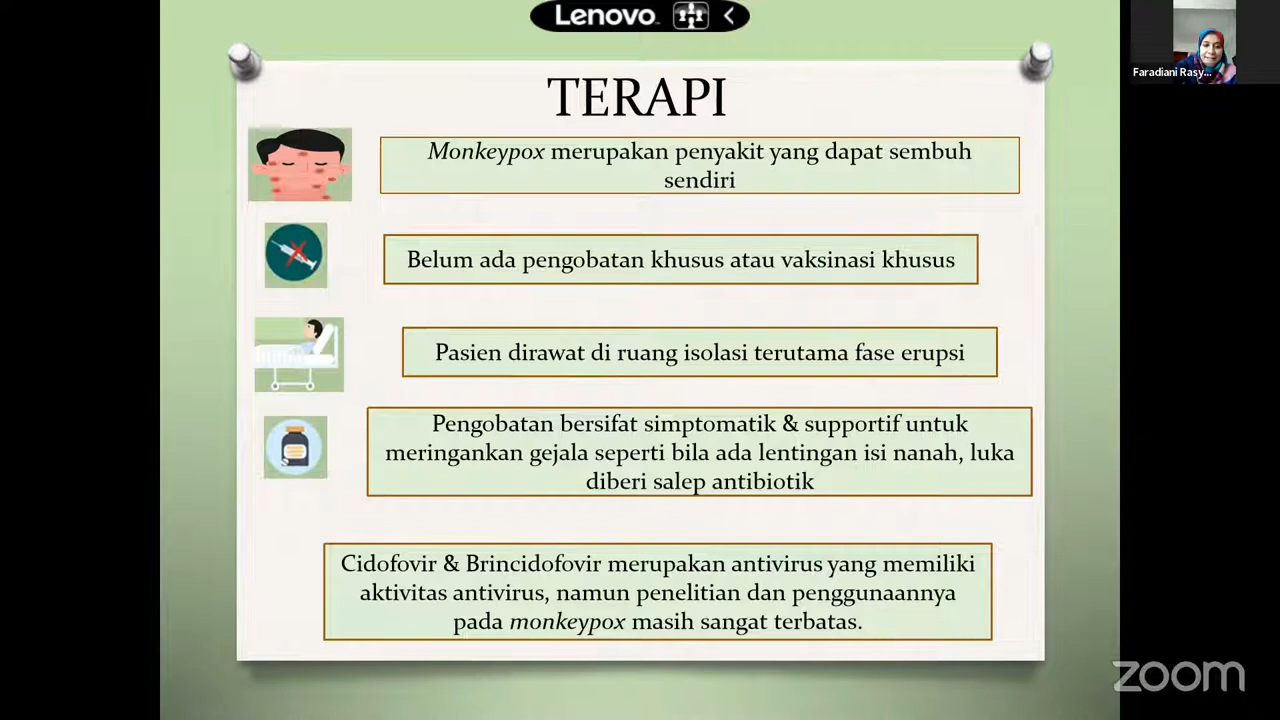 Lenovo
Faradiani Rasy...
TERAPI
Monkeypox merupakan penyakit yang dapat sembuh
sendiri
Belum ada pengobatan khusus atau vaksinasi khusus
Pasien dirawat di ruang isolasi terutama fase erupsi
Pengobatan bersifat simptomatik & supportif untuk
meringankan gejala seperti bila ada lentingan isi nanah, luka
diberi salep antibiotik
Cidofovir & Brincidofovir merupakan antivirus yang memiliki
aktivitas antivirus, namun penelitian dan penggunaannya
pada monkeypox masih sangat terbatas.
zoom